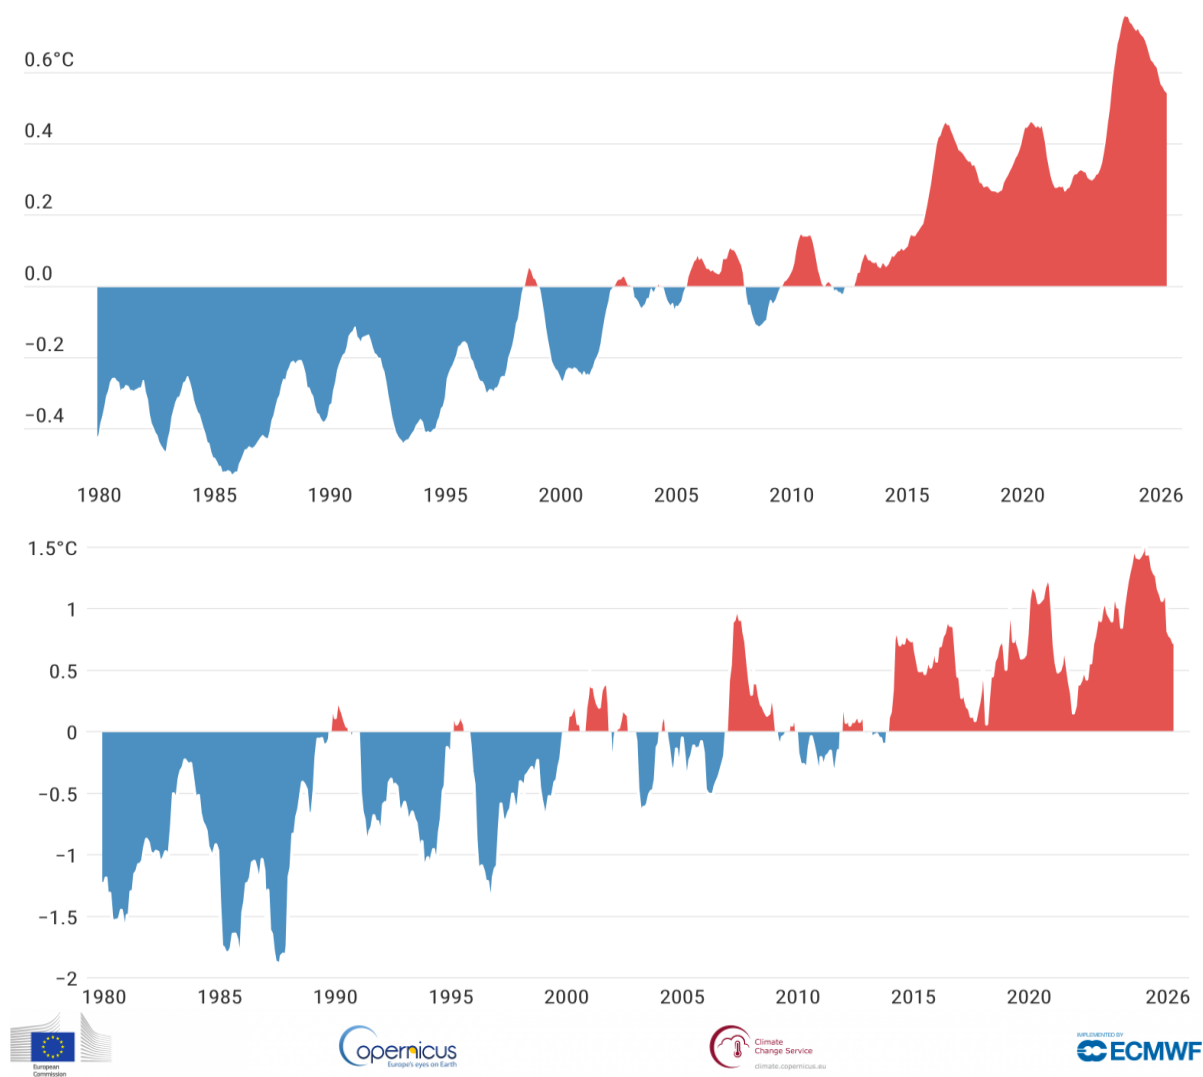 0.6°C
0.4
0.2
0.0
−0.2
−0.4
1980 1985 1990 1995 2000 2005 2010 2015 2020 2026
1.5°C
1
0.5
0
−0.5
−1
−1.5
−2
1980 1985 1990 1995 2000 2005 2010 2015 2020 2026
European
Commission
opernicus
Europe's eyes on Earth
Climate
Change Service
climate.copernicus.eu
IMPLEMENTED BY
ECMWF